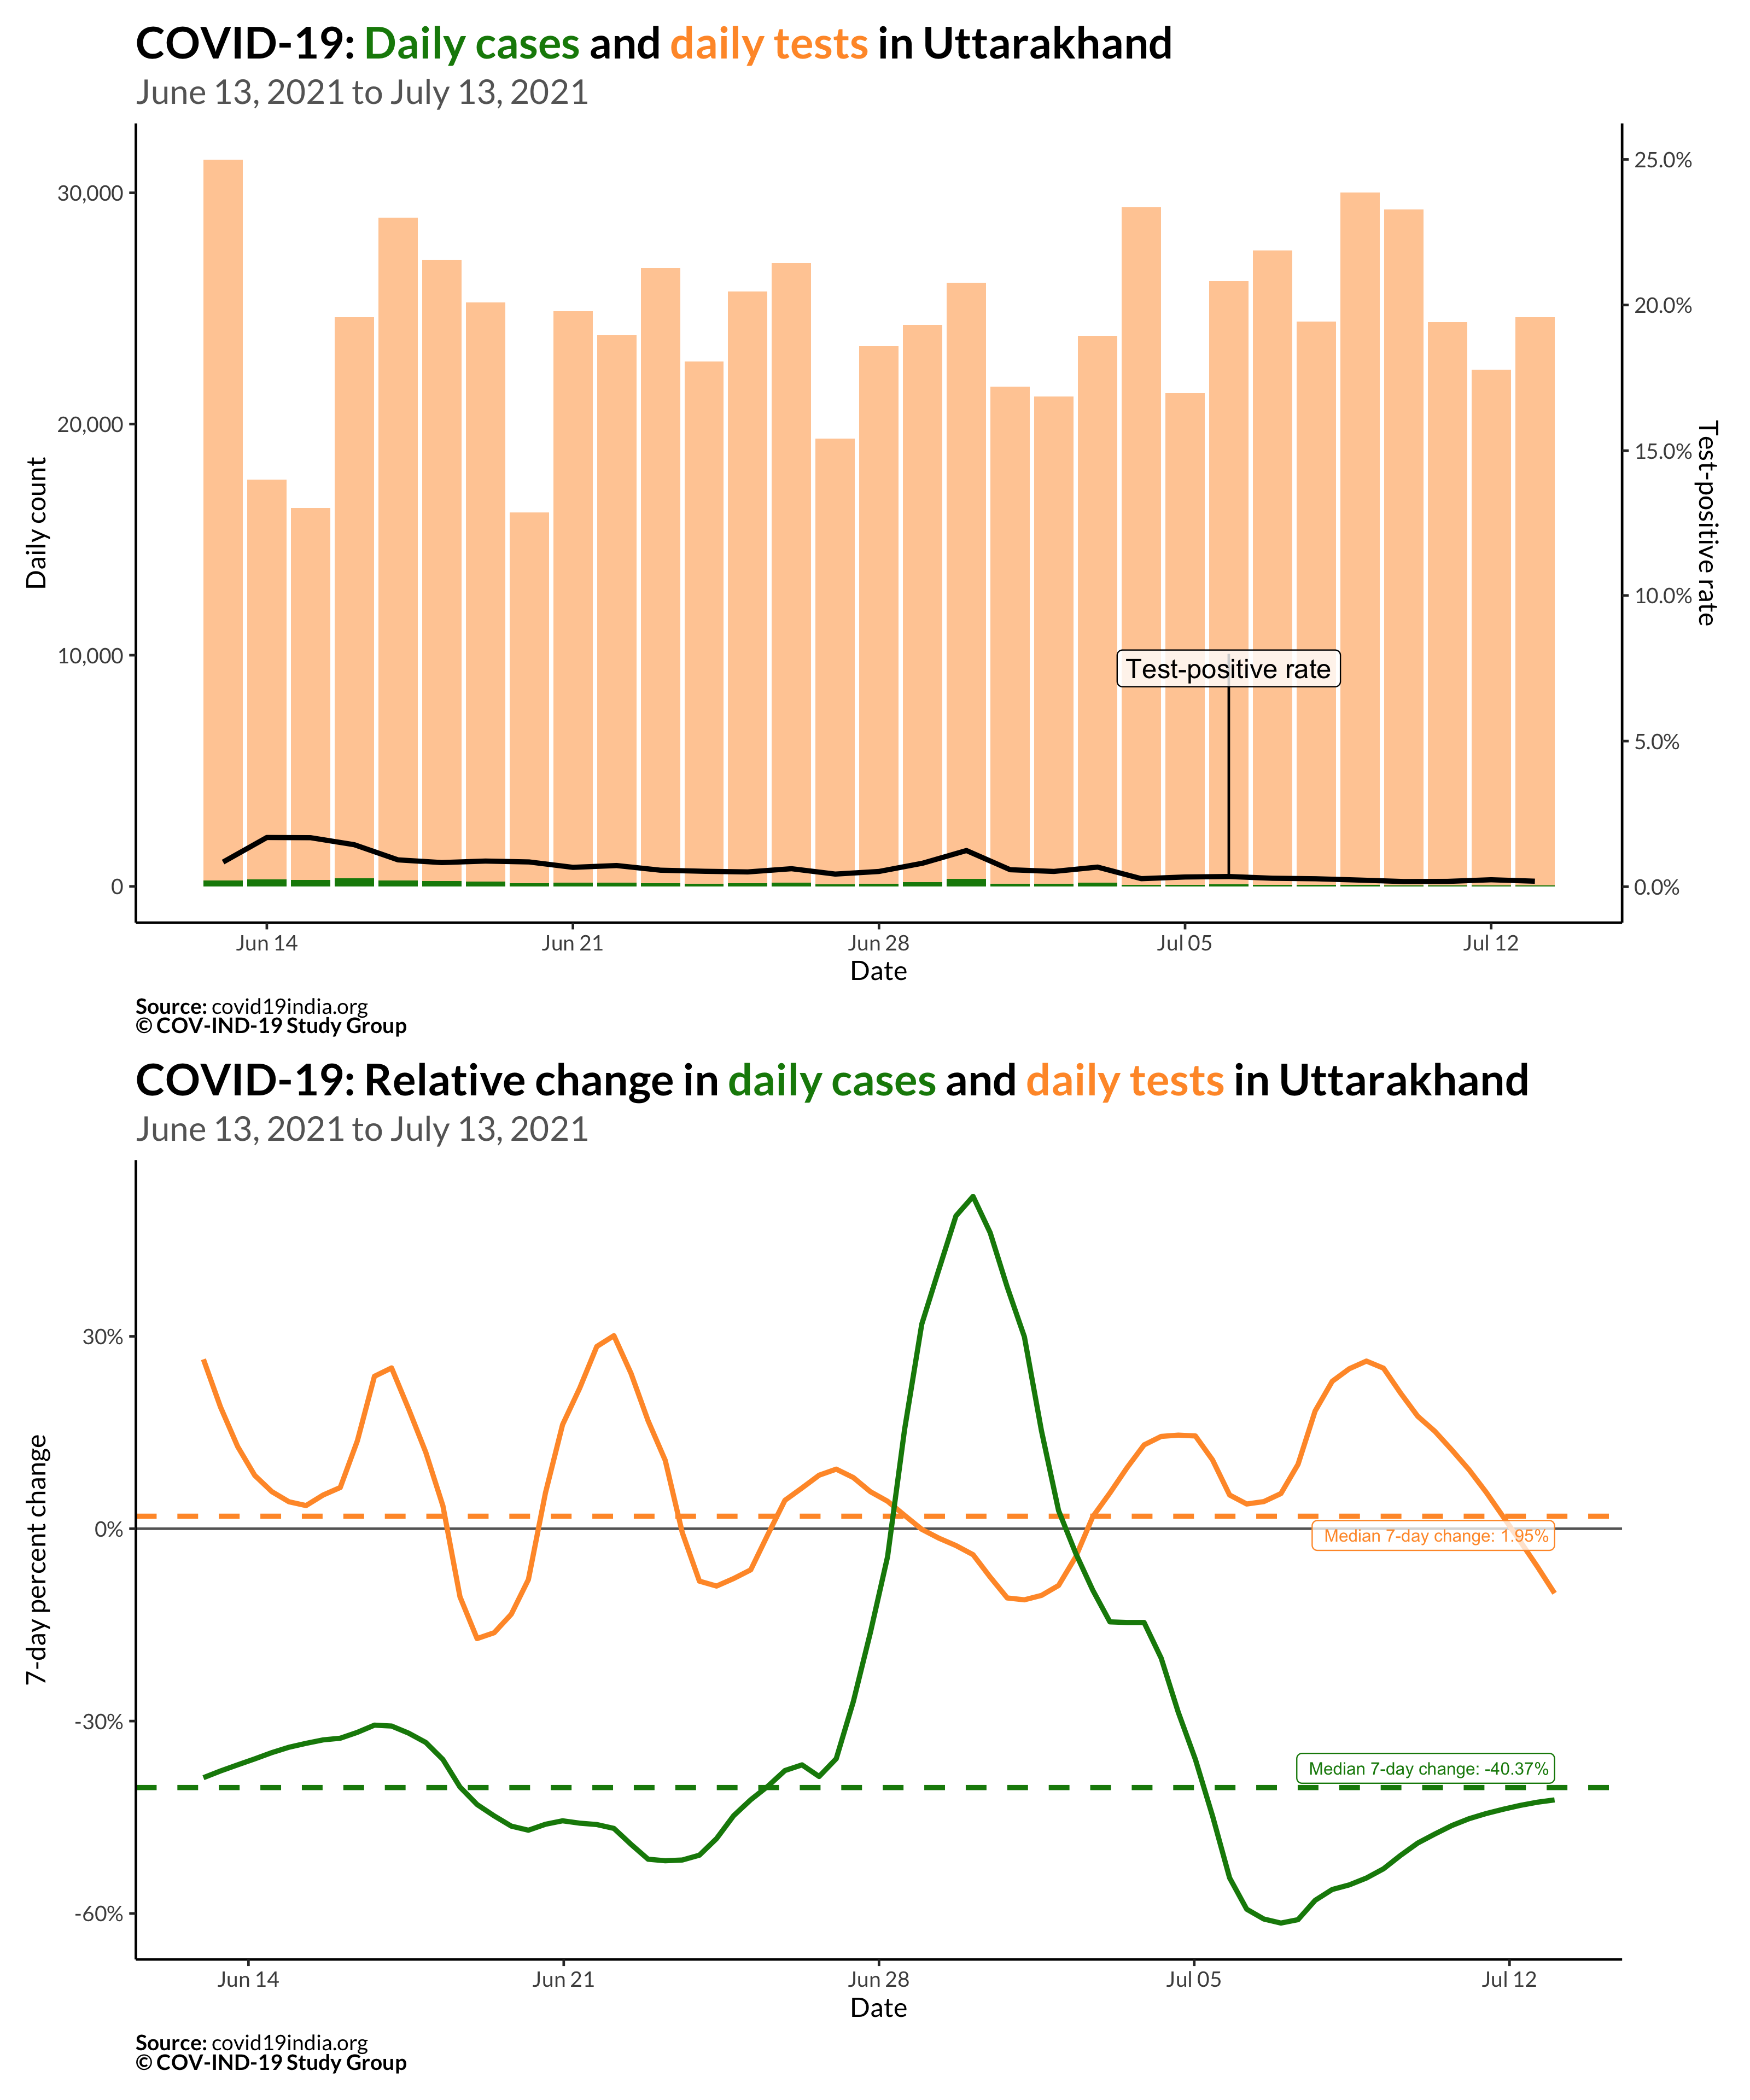 COVID-19: Daily cases and daily tests in Uttarakhand
June 13, 2021 to July 13, 2021
30,000
20,000
10,000
0
Daily count
25.0%
20.0%
15.0%
10.0%
5.0%
0.0%
Test-positive rate
Test-positive rate
Jun 14
Jun 21
Jun 28
Jul 05
Jul 12
Date
Source: covid19india.org
© COV-IND-19 Study Group
COVID-19: Relative change in daily cases and daily tests in Uttarakhand
June 13, 2021 to July 13, 2021
30%
0%
-30%
-60%
7-day percent change
Median 7-day change: 1.95%
Median 7-day change: -40.37%
Jun 14
Jun 21
Jun 28
Jul 05
Jul 12
Date
Source: covid19india.org
© COV-IND-19 Study Group